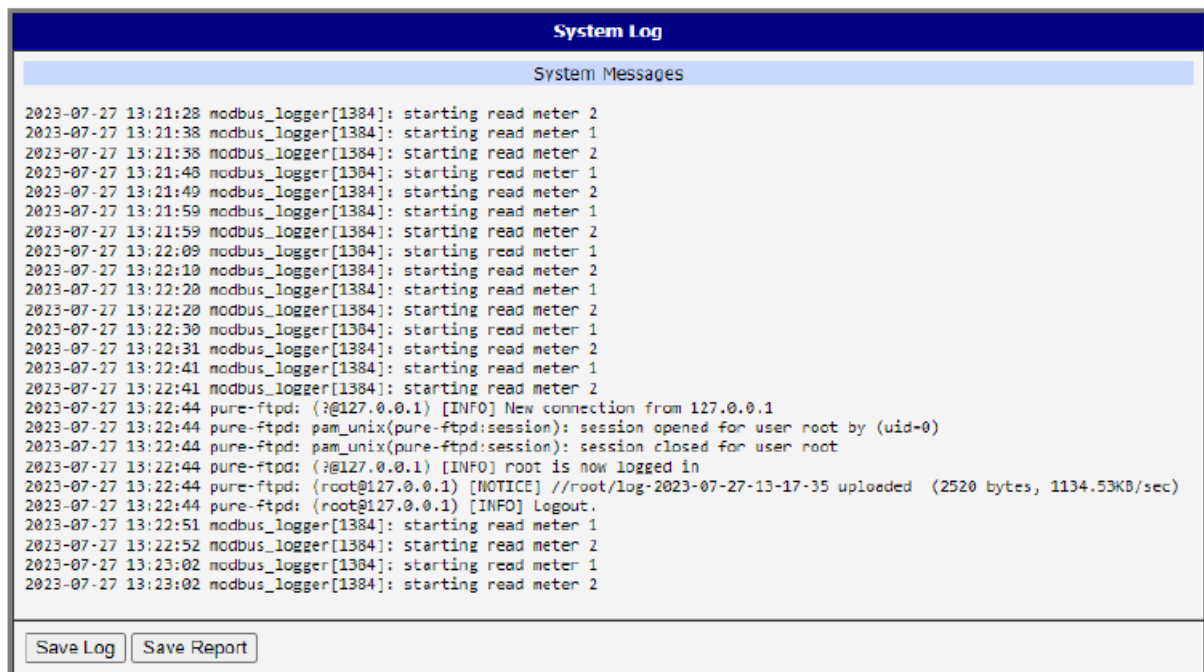 System Log
System Messages
2023-07-27 13:21:28 modbus_logger[1384]: starting read meter 2
2023-07-27 13:21:38 modbus_logger[1384]: starting read meter 1
2023-07-27 13:21:38 modbus_logger[1384]: starting read meter 2
2023-07-27 13:21:48 modbus_logger[1384]: starting read meter 1
2023-07-27 13:21:49 modbus_logger[1384]: starting read meter 2
2023-07-27 13:21:59 modbus_logger[1384]: starting read meter 1
2023-07-27 13:21:59 modbus_logger[1384]: starting read meter 2
2023-07-27 13:22:09 modbus_logger[1384]: starting read meter 1
2023-07-27 13:22:10 modbus_logger[1384]: starting read meter 2
2023-07-27 13:22:20 modbus_logger[1384]: starting read meter 1
2023-07-27 13:22:20 modbus_logger[1384]: starting read meter 2
2023-07-27 13:22:30 modbus_logger[1384]: starting read meter 1
2023-07-27 13:22:31 modbus_logger[1384]: starting read meter 2
2023-07-27 13:22:41 modbus_logger[1384]: starting read meter 1
2023-07-27 13:22:41 modbus_logger[1384]: starting read meter 2
2023-07-27 13:22:44 pure-ftpd: (?@127.0.0.1) [INFO] New connection from 127.0.0.1
2023-07-27 13:22:44 pure-ftpd: pam_unix(pure-ftpd:session): session opened for user root by (uid=0)
2023-07-27 13:22:44 pure-ftpd: pam_unix(pure-ftpd:session): session closed for user root
2023-07-27 13:22:44 pure-ftpd: (?@127.0.0.1) [INFO] root is now logged in
2023-07-27 13:22:44 pure-ftpd: (root@127.0.0.1) [NOTICE] //root/log-2023-07-27-13-17-35 uploaded  (2520 bytes, 1134.53KB/sec)
2023-07-27 13:22:44 pure-ftpd: (root@127.0.0.1) [INFO] Logout.
2023-07-27 13:22:51 modbus_logger[1384]: starting read meter 1
2023-07-27 13:22:52 modbus_logger[1384]: starting read meter 2
2023-07-27 13:23:02 modbus_logger[1384]: starting read meter 1
2023-07-27 13:23:02 modbus_logger[1384]: starting read meter 2
Save Log Save Report